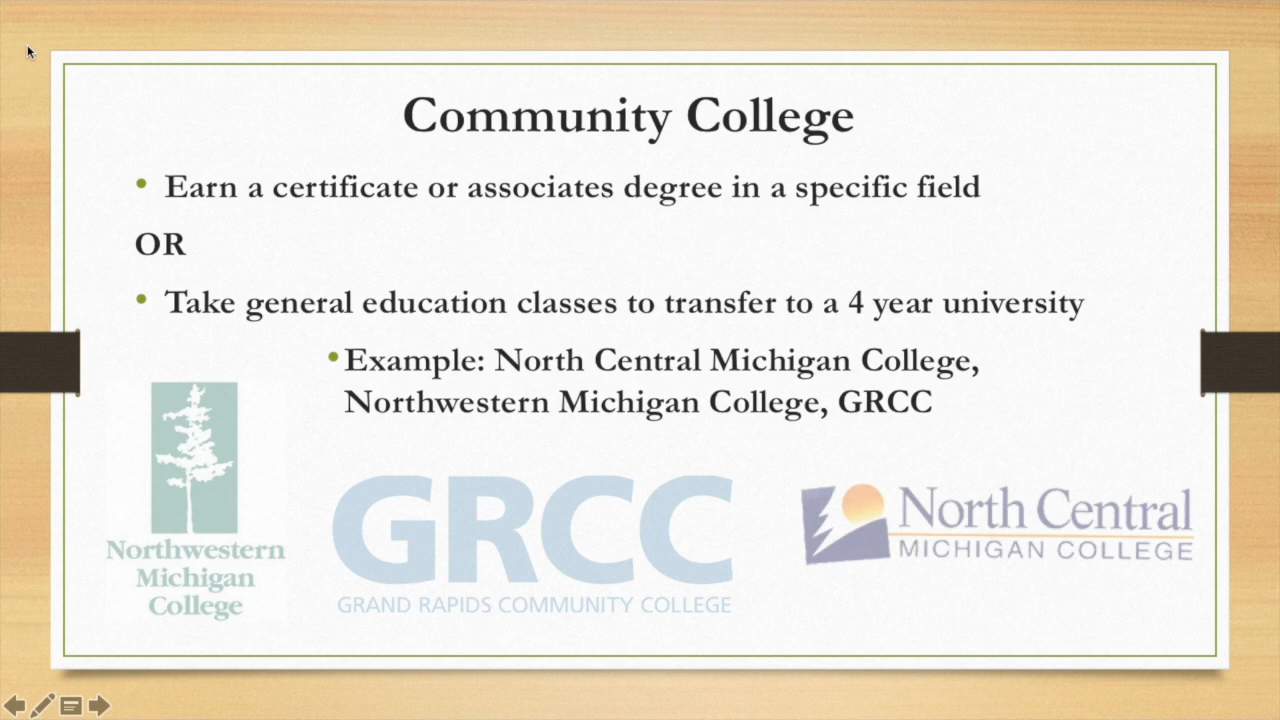 Community College
• Earn a certificate or associates degree in a specific field
OR
• Take general education classes to transfer to a 4 year university
• Example: North Central Michigan College,
Northwestern Michigan College, GRCC
Northwestern
Michigan
College
GRCC
GRAND RAPIDS COMMUNITY COLLEGE
North Central
MICHIGAN COLLEGE